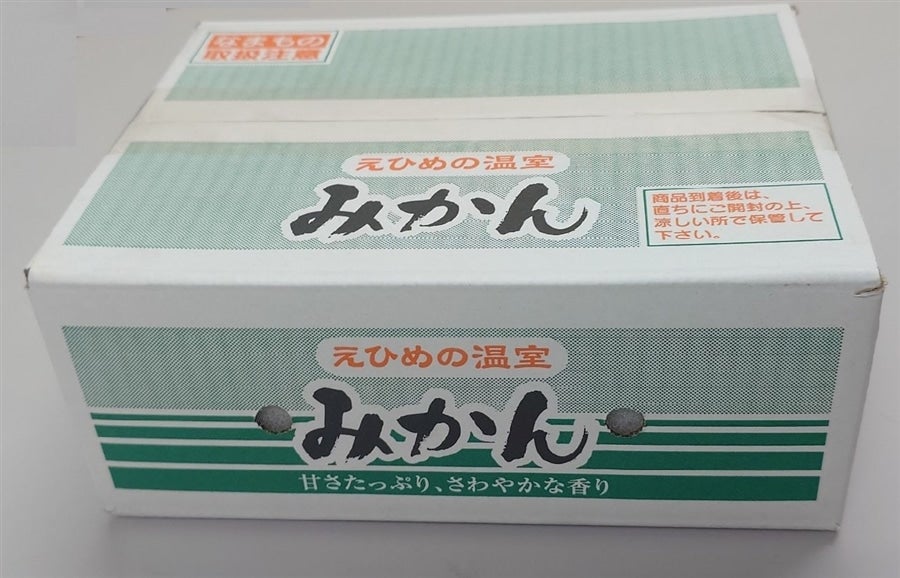 なまもの
取扱注意
えひめの温室
みかん
商品到着後は、
直ちにご開封の上、
凉しい所で保管して
下さい。
えひめの温室
みかん
甘さたっぷり、さわやかな香り